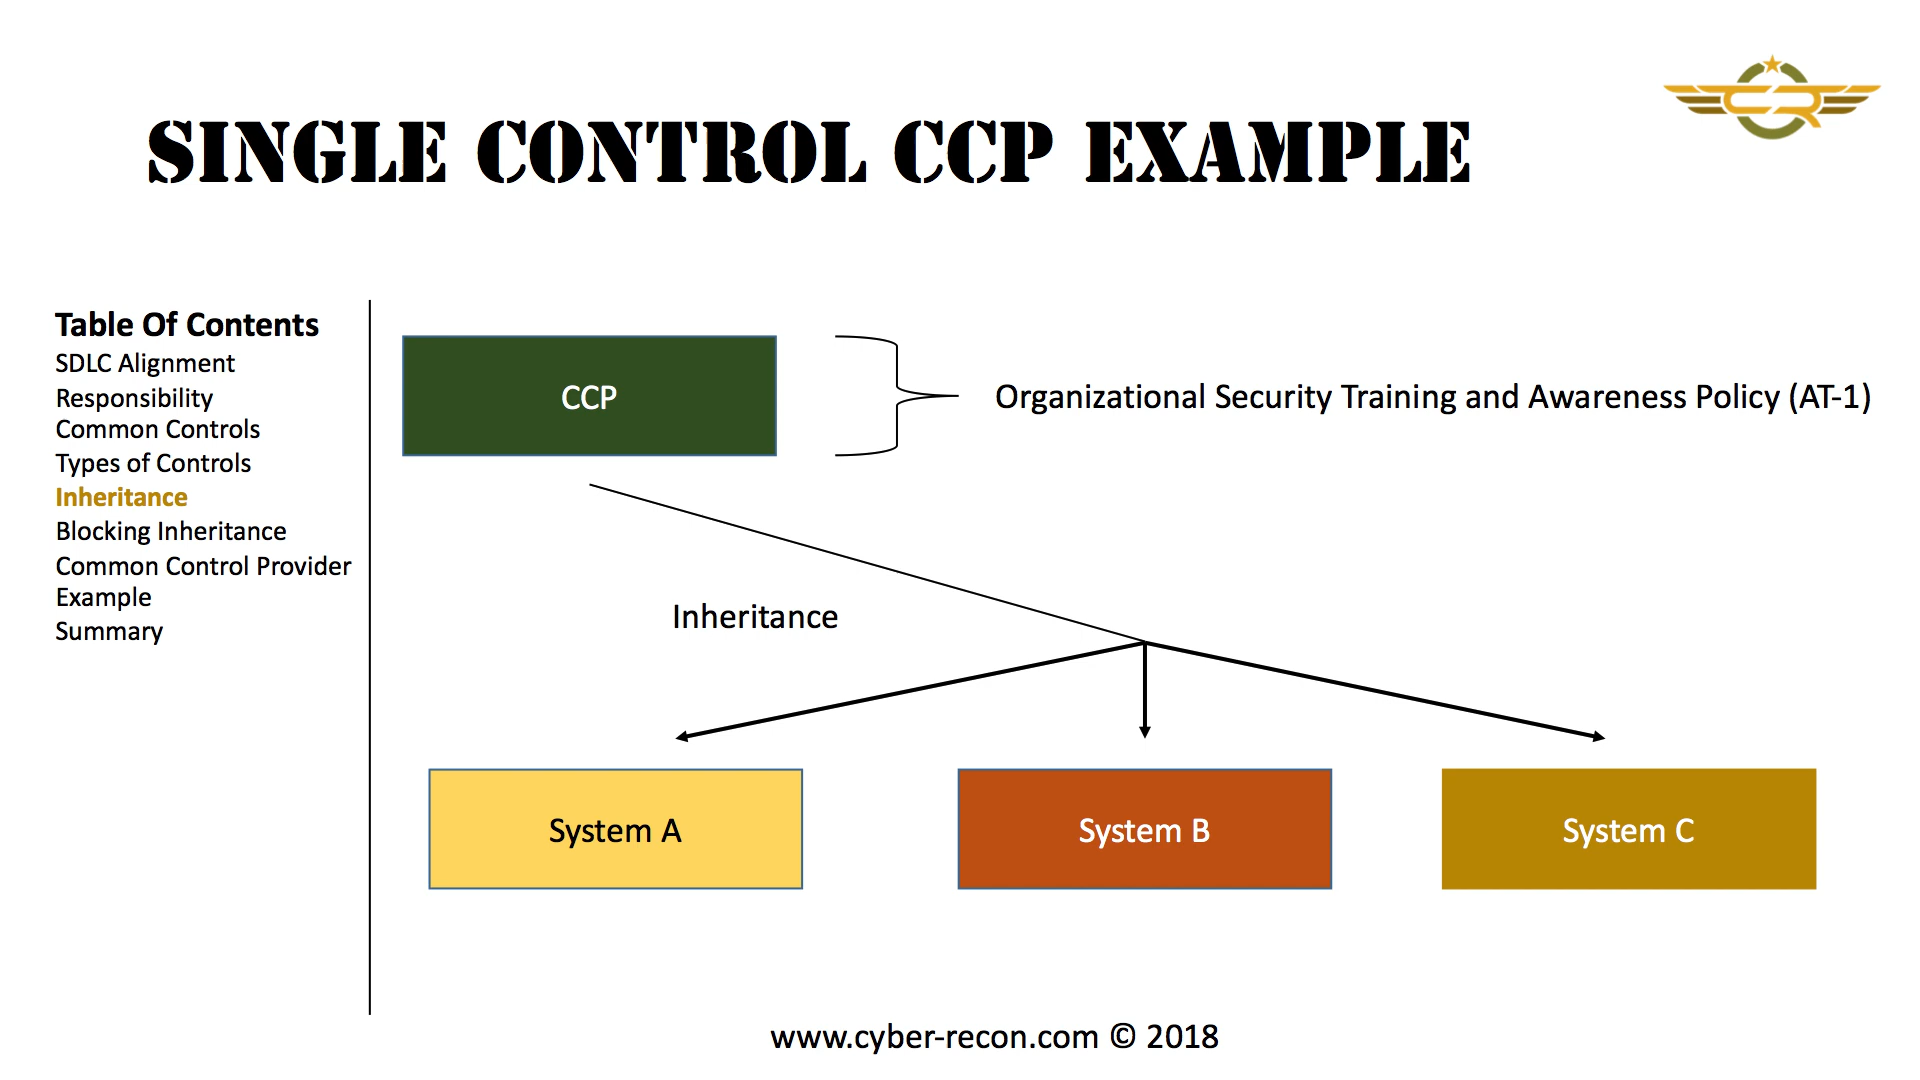 SINGLE CONTROL CCP EXAMPLE
CR
Table Of Contents
SDLC Alignment
Responsibility
Common Controls
Types of Controls
Inheritance
Blocking Inheritance
Common Control Provider
Example
Summary
CCP
Organizational Security Training and Awareness Policy (AT-1)
Inheritance
System A
System B
System C
www.cyber-recon.com © 2018